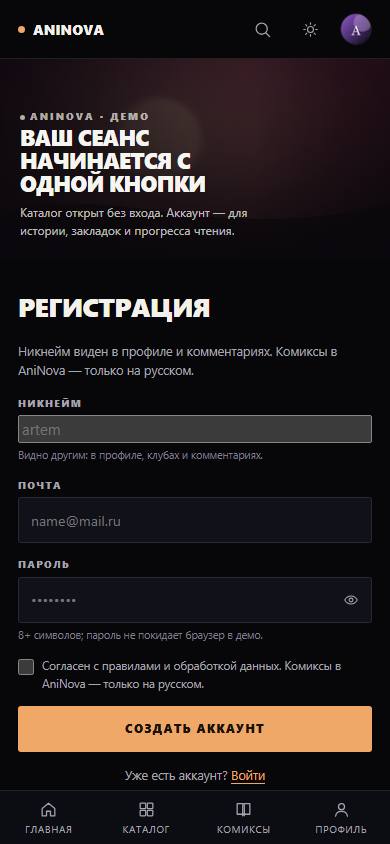 ANINOVA
A
ANINOVA · ДЕМО
ВАШ СЕАНС
НАЧИНАЕТСЯ С
ОДНОЙ КНОПКИ
Каталог открыт без входа. Аккаунт — для
истории, закладок и прогресса чтения.
РЕГИСТРАЦИЯ
Никнейм виден в профиле и комментариях. Комиксы в
AniNova — только на русском.
НИКНЕЙМ
artem
Видно другим: в профиле, клубах и комментариях.
ПОЧТА
name@mail.ru
ПАРОЛЬ
••••••••
8+ символов; пароль не покидает браузер в демо.
Согласен с правилами и обработкой данных. Комиксы в
AniNova — только на русском.
СОЗДАТЬ АККАУНТ
Уже есть аккаунт? Войти
ГЛАВНАЯ КАТАЛОГ КОМИКСЫ ПРОФИЛЬ